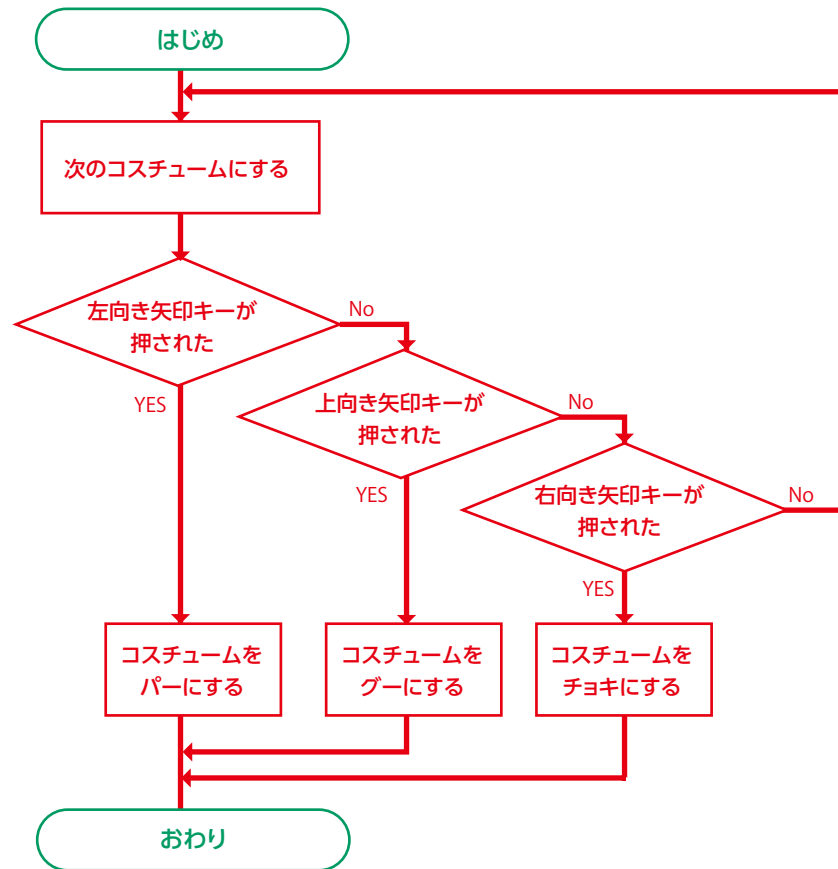 はじめ
次のコスチュームにする
左向き矢印キーが
押された
No
YES
上向き矢印キーが
押された
No
YES
右向き矢印キーが
押された
No
YES
コスチュームを
パーにする
コスチュームを
グーにする
コスチュームを
チョキにする
おわり